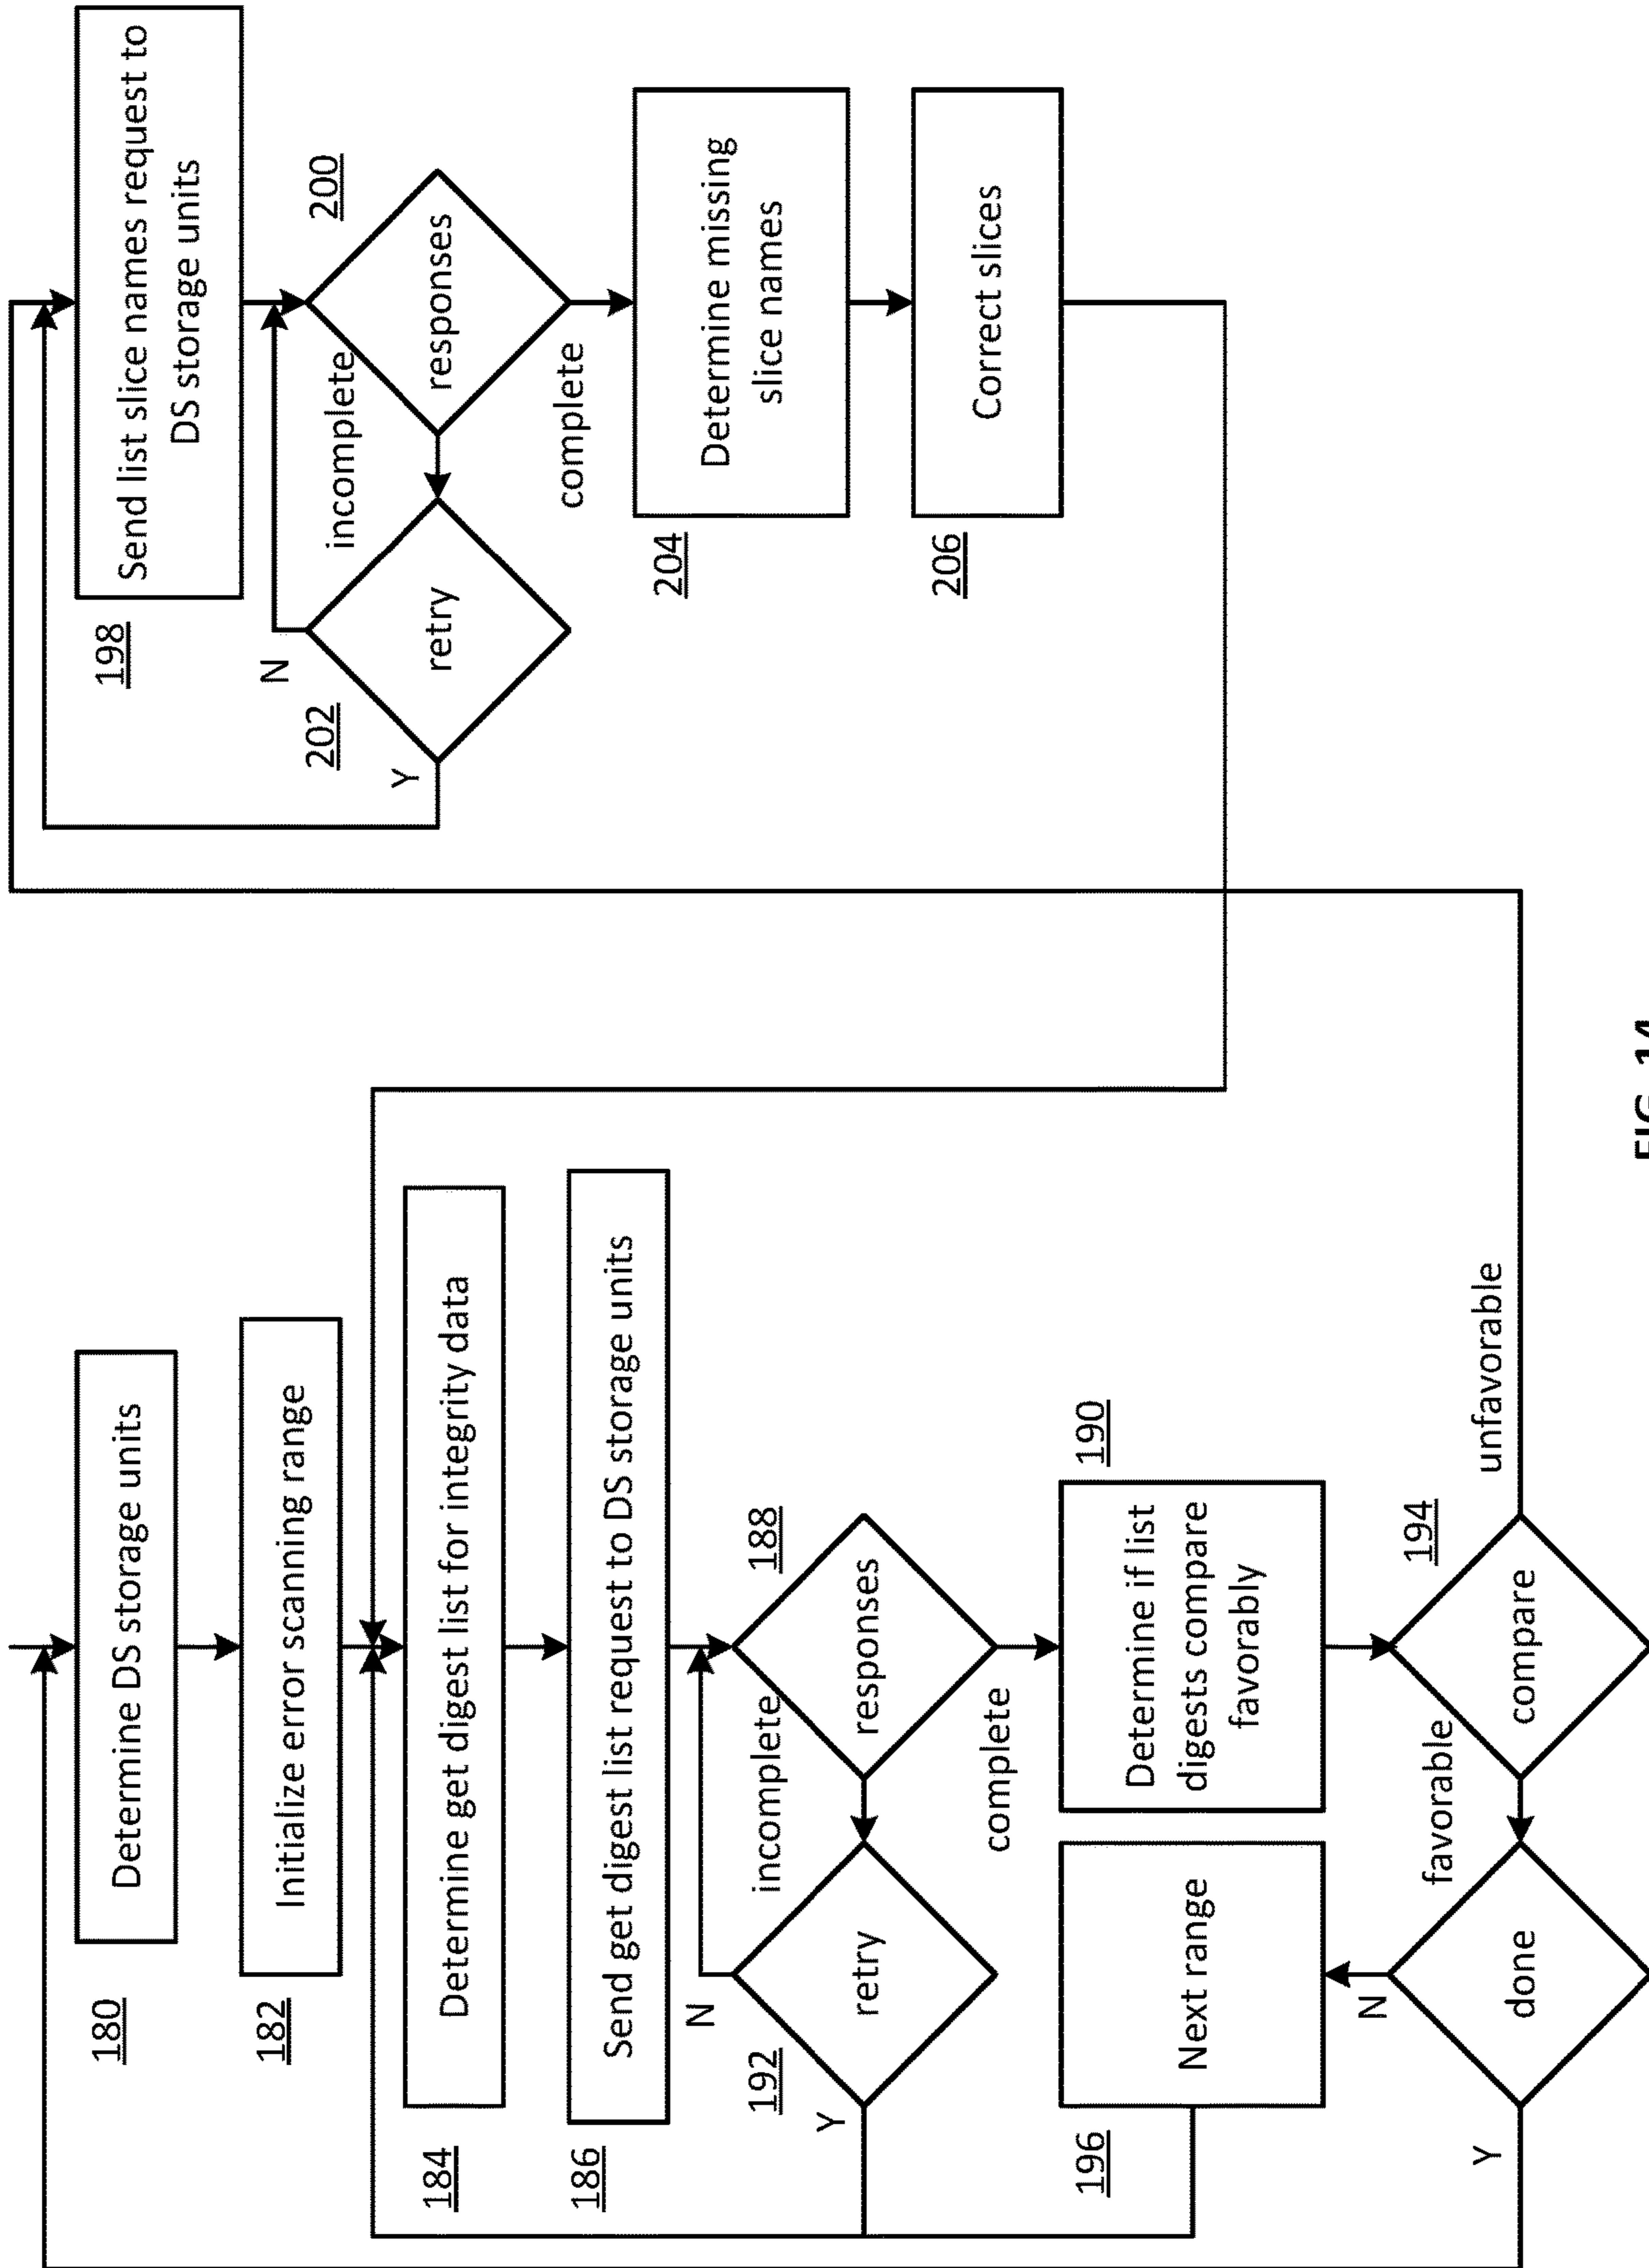 180
Determine DS storage units
182
Initialize error scanning range
184
Determine get digest list for integrity data
186
Send get digest list request to DS storage units
188
responses
incomplete
complete
192
retry
N
Y
190
Determine if list
digests compare
favorably
196
Next range
194
compare
favorable
unfavorable
done
N
Y
198
Send list slice names request to
DS storage units
200
responses
incomplete
complete
202
retry
N
Y
204
Determine missing
slice names
206
Correct slices
FIG. 14